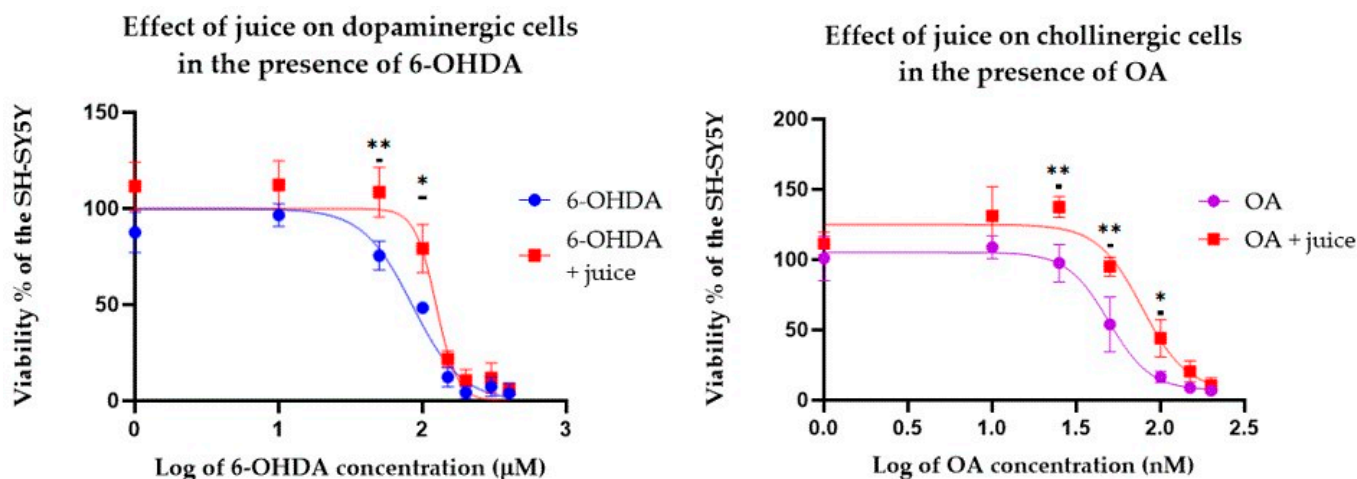 Effect of juice on dopaminergic cells
in the presence of 6-OHDA
Viability % of the SH-SY5Y
150
100
50
0
**
*
6-OHDA
6-OHDA
+ juice
0
1
2
3
Log of 6-OHDA concentration (μM)
Effect of juice on chollinergic cells
in the presence of OA
Viability % of the SH-SY5Y
200
150
100
50
0
**
**
*
OA
OA + juice
0.0
0.5
1.0
1.5
2.0
2.5
Log of OA concentration (nM)